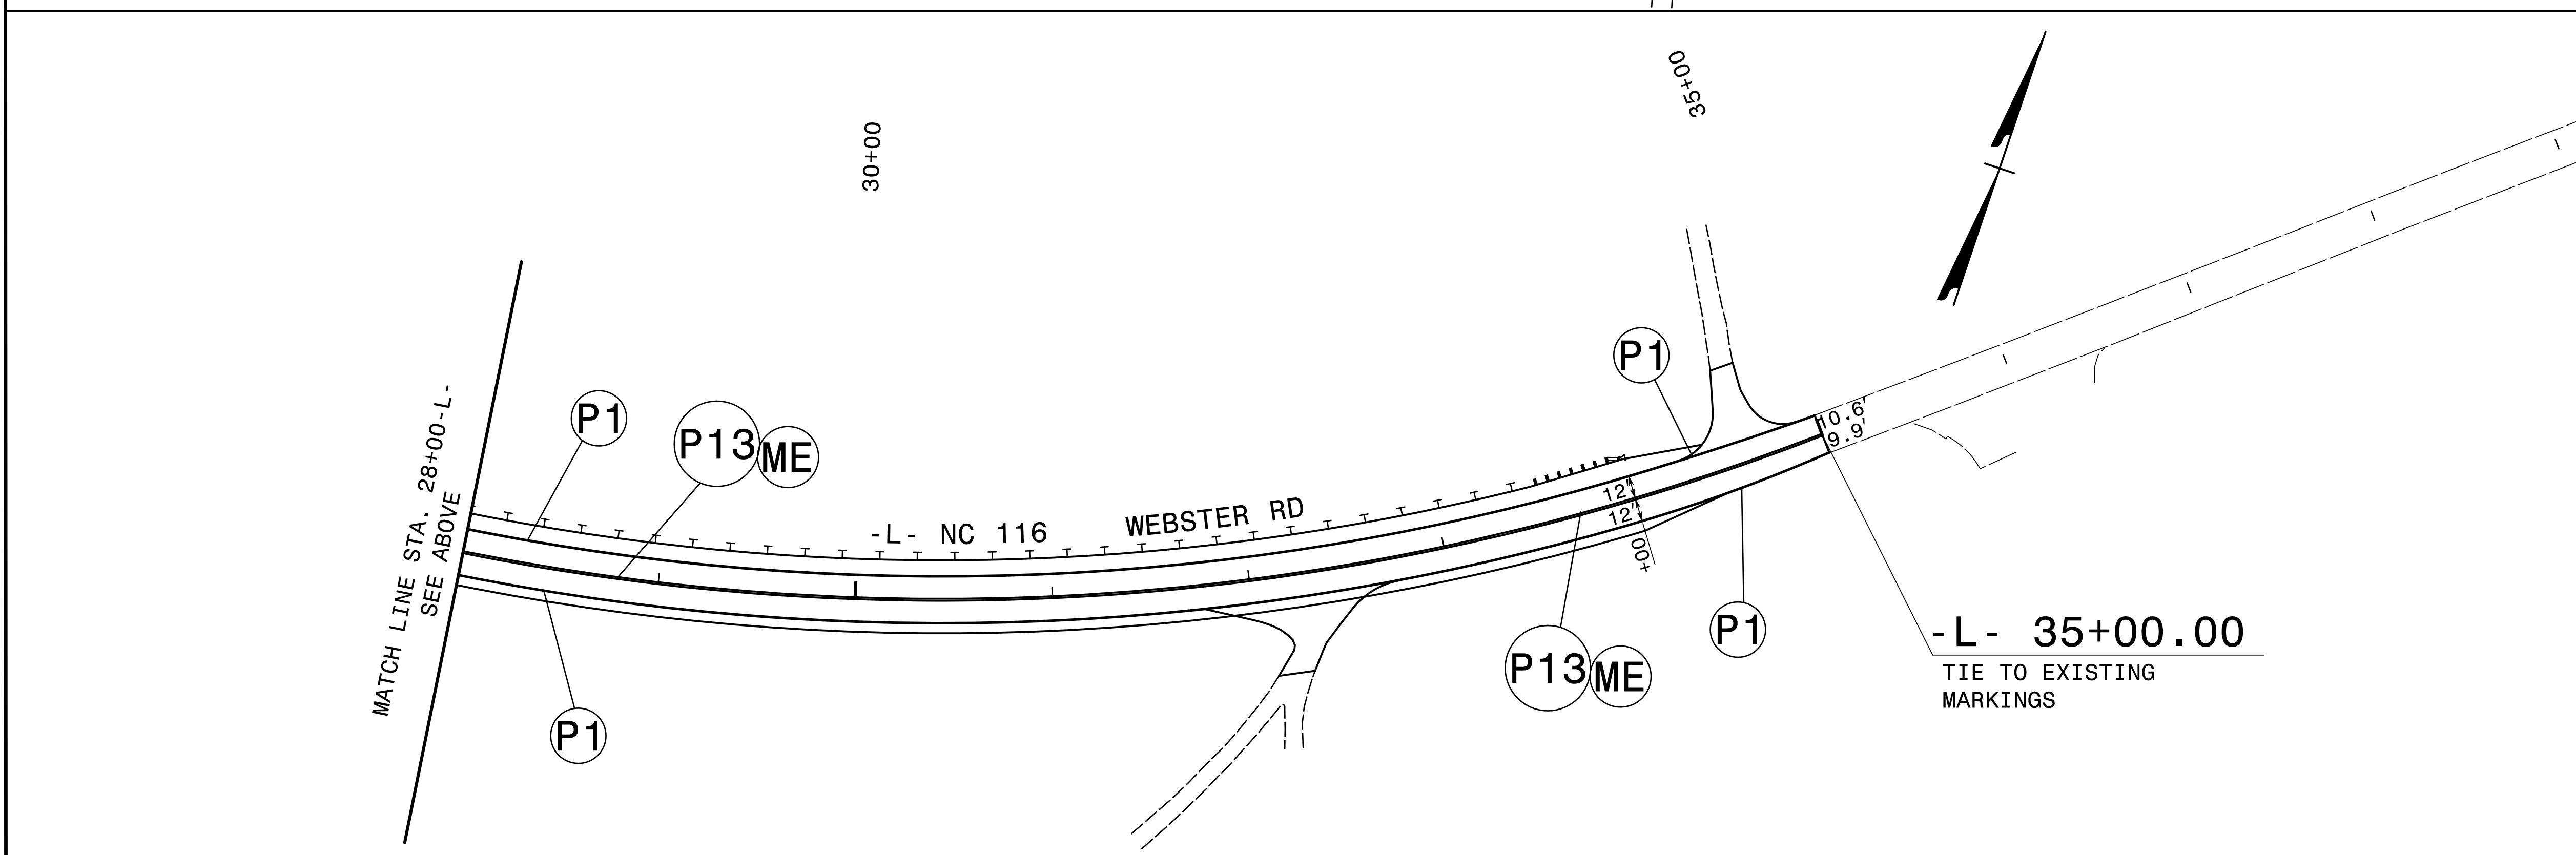 35+00
30+00
P1
P1
P13
ME
10.6'
9.9'
MATCH LINE STA. 28+00-L-
SEE ABOVE
-L- NC 116
WEBSTER RD
12'
12'
+00
P1
P13
ME
P1
-L- 35+00.00
TIE TO EXISTING
MARKINGS